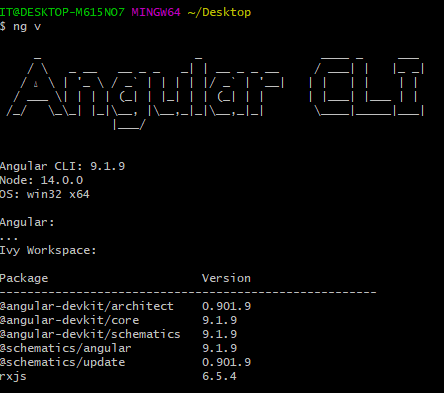 IT@DESKTOP-M615NO7 MINGW64 ~/Desktop
$ ng v
Angular CLI
Angular CLI: 9.1.9
Node: 14.0.0
OS: win32 x64
Angular:
...
Ivy Workspace:
Package Version
------------------------------------------------------
@angular-devkit/architect 0.901.9
@angular-devkit/core 9.1.9
@angular-devkit/schematics 9.1.9
@schematics/angular 9.1.9
@schematics/update 0.901.9
rxjs 6.5.4